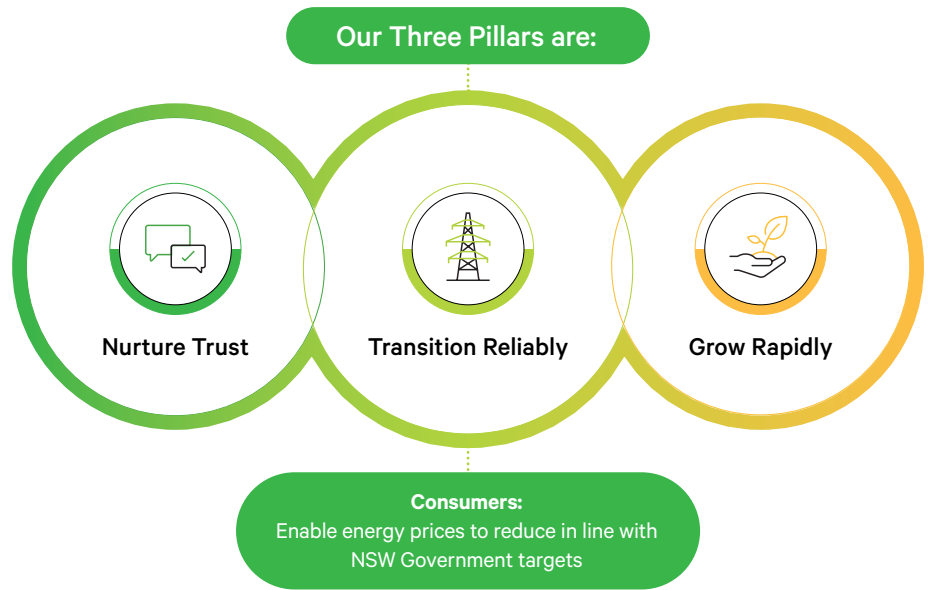 Our Three Pillars are:
Nurture Trust
Transition Reliably
Grow Rapidly
Consumers:
Enable energy prices to reduce in line with
NSW Government targets